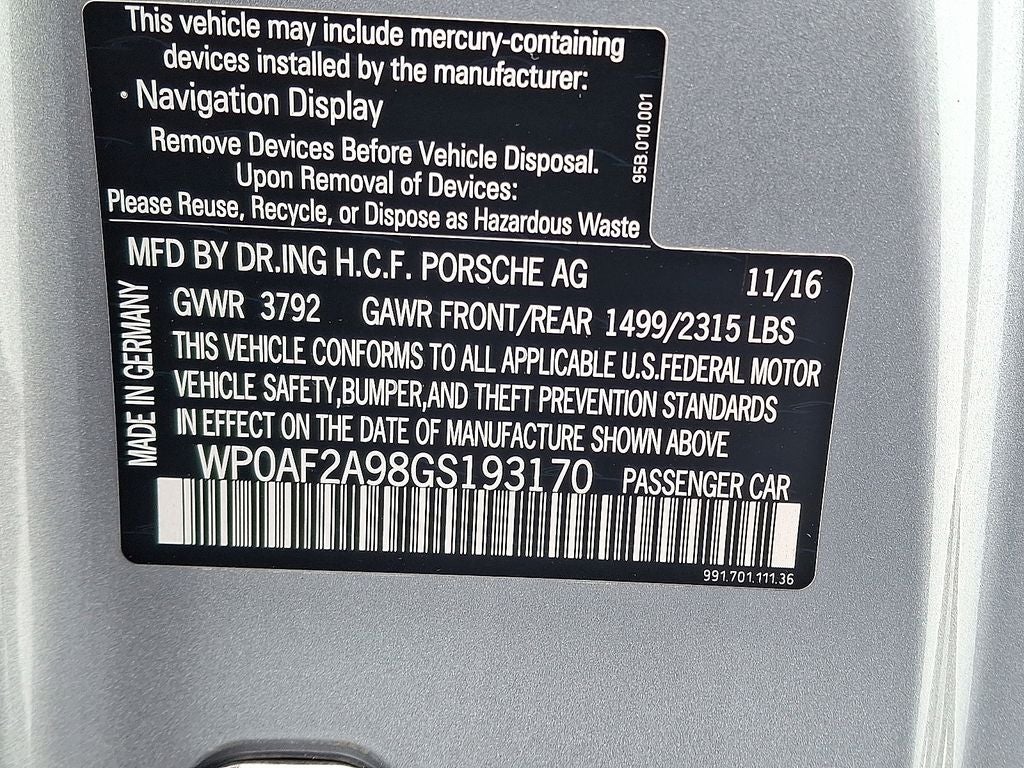 This vehicle may include mercury-containing
devices installed by the manufacturer:
· Navigation Display
Remove Devices Before Vehicle Disposal.
Upon Removal of Devices:
Please Reuse, Recycle, or Dispose as Hazardous Waste
95B.010.001
MFD BY DR.ING H.C.F. PORSCHE AG 11/16
GVWR 3792 GAWR FRONT/REAR 1499/2315 LBS
THIS VEHICLE CONFORMS TO ALL APPLICABLE U.S.FEDERAL MOTOR
VEHICLE SAFETY,BUMPER,AND THEFT PREVENTION STANDARDS
IN EFFECT ON THE DATE OF MANUFACTURE SHOWN ABOVE
MADE IN GERMANY
WP0AF2A98GS193170 PASSENGER CAR
991.701.111.36